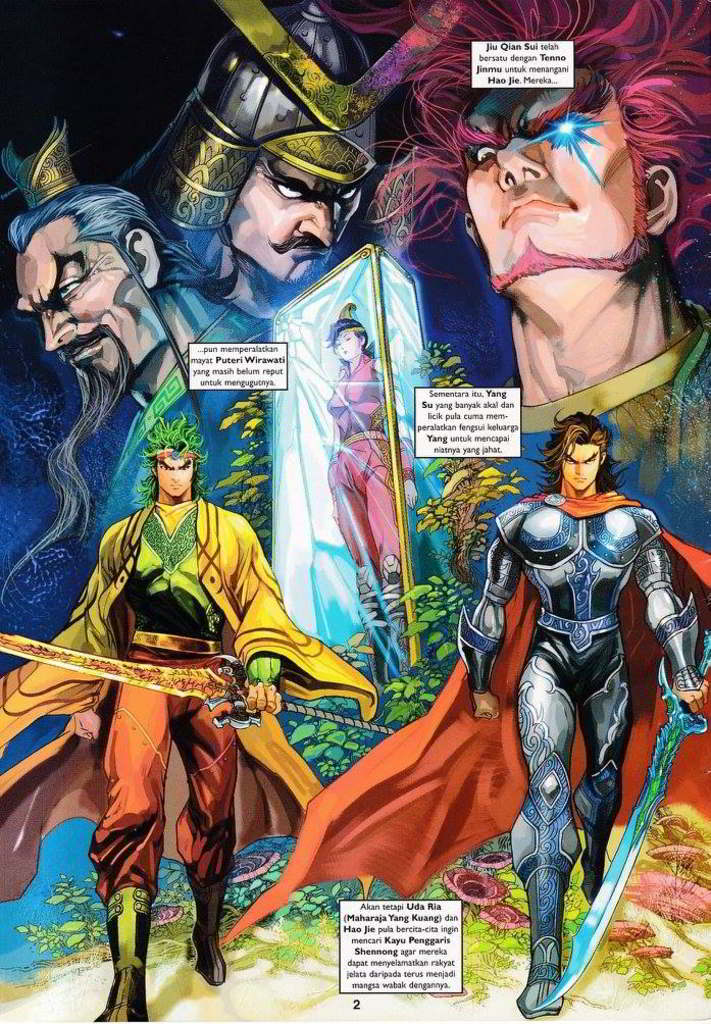 Jiu Qian Sui telah
bersatu dengan Tenno
Jinmu untuk menangani
Hao Jie. Mereka...
...pun memperalatkan
mayat Puteri Wirawati
yang masih belum reput
untuk mengugutnya.
Sementara itu, Yang
Su yang banyak akal dan
licik pula cuma mem-
peralatkan fengsui keluarga
Yang untuk mencapai
niatnya yang jahat.
Akan tetapi Uda Ria
(Maharaja Yang Kuang) dan
Hao Jie pula bercita-cita ingin
mencari Kayu Penggaris
Shennong agar mereka
dapat menyelamatkan rakyat
jelata daripada terus menjadi
mangsa wabak dengannya.
2